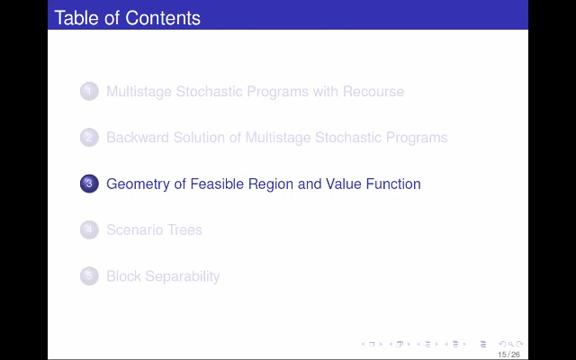 Table of Contents
1 Multistage Stochastic Programs with Recourse
2 Backward Solution of Multistage Stochastic Programs
3 Geometry of Feasible Region and Value Function
4 Scenario Trees
5 Block Separability
15 / 26